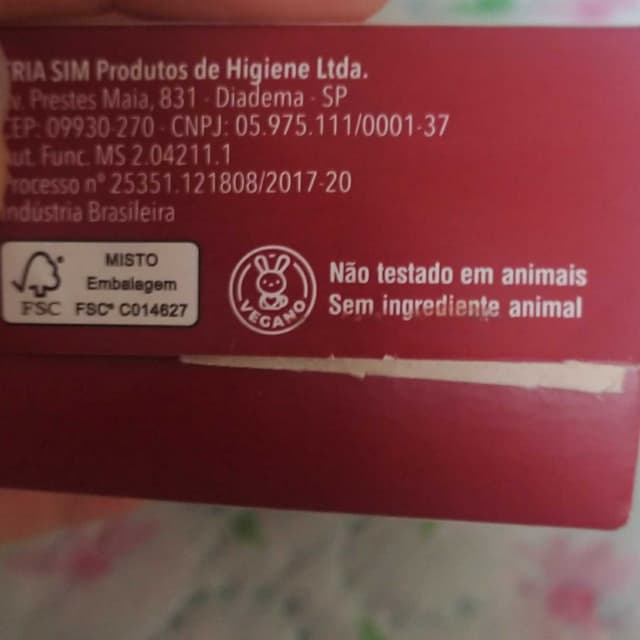 TRIA SIM Produtos de Higiene Ltda.
Av. Prestes Maia, 831 - Diadema - SP
CEP: 09930-270 - CNPJ: 05.975.111/0001-37
Aut. Func. MS 2.04211.1
Processo nº 25351.121808/2017-20
Indústria Brasileira
MISTO
Embalagem
FSC FSC® C014627
VEGANO
Não testado em animais
Sem ingrediente animal